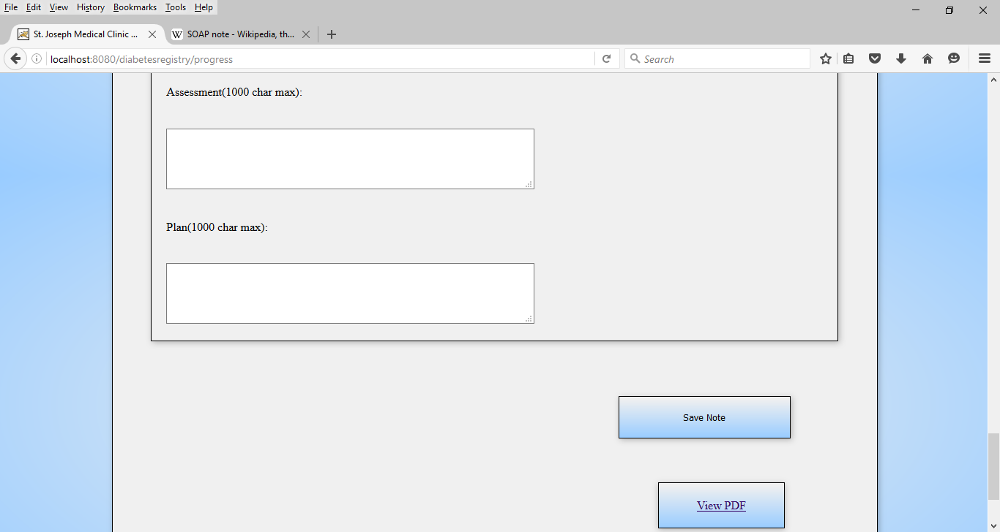 File Edit View History Bookmarks Tools Help
St. Joseph Medical Clinic ... SOAP note - Wikipedia, th...
localhost:8080/diabetesregistry/progress Search
Assessment(1000 char max):
Plan(1000 char max):
Save Note
View PDF